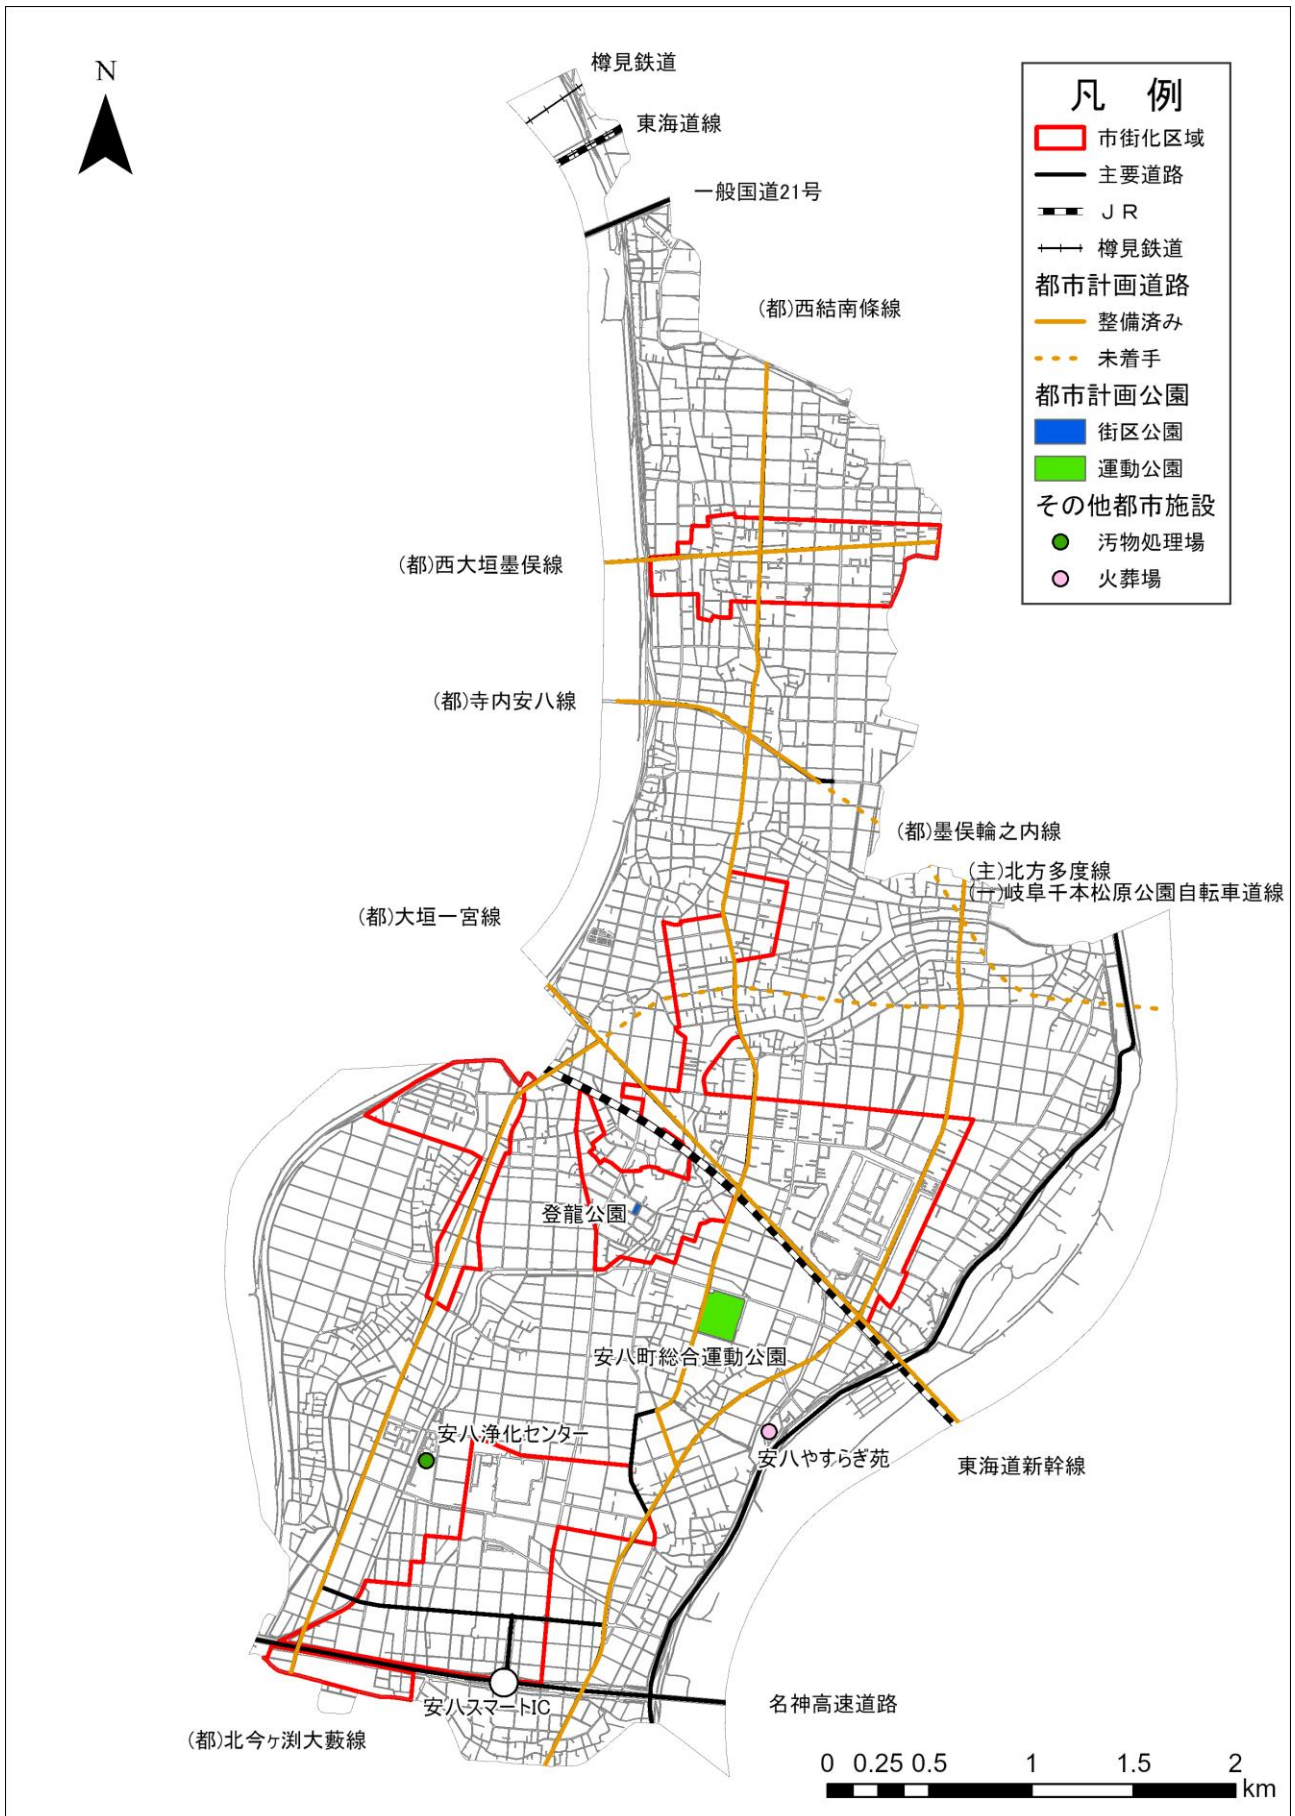 N
樽見鉄道
東海道線
一般国道21号
(都)西結南條線
(都)西大垣墨俣線
(都)寺内安八線
(都)墨俣輪之内線
(主)北方多度線
(一)岐阜千本松原公園自転車道線
(都)大垣一宮線
登龍公園
安八町総合運動公園
安八浄化センター
安八やすらぎ苑
東海道新幹線
安八スマートIC
名神高速道路
(都)北今ヶ渕大藪線
凡 例
市街化区域
主要道路
ＪＲ
樽見鉄道
都市計画道路
整備済み
未着手
都市計画公園
街区公園
運動公園
その他都市施設
汚物処理場
火葬場
0 0.25 0.5 1 1.5 2
km